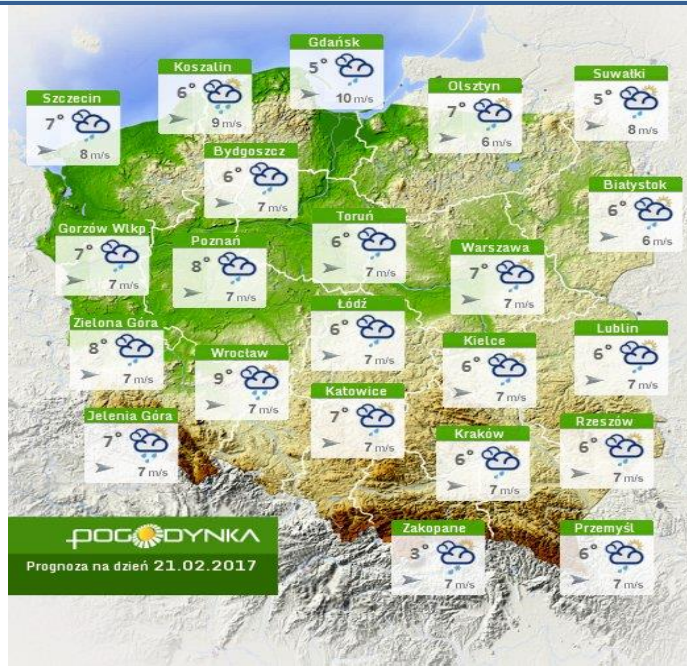 Gdańsk
5°
10 m/s
Koszalin
6°
9 m/s
Suwałki
5°
8 m/s
Olsztyn
7°
6 m/s
Szczecin
7°
8 m/s
Bydgoszcz
6°
7 m/s
Białystok
6°
6 m/s
Toruń
6°
7 m/s
Gorzów Wlkp
7°
7 m/s
Poznań
8°
7 m/s
Warszawa
7°
7 m/s
Łódź
6°
7 m/s
Zielona Góra
8°
7 m/s
Lublin
6°
7 m/s
Kielce
6°
7 m/s
Wrocław
9°
7 m/s
Katowice
7°
7 m/s
Jelenia Góra
7°
7 m/s
Rzeszów
6°
7 m/s
Kraków
6°
7 m/s
Zakopane
3°
7 m/s
Przemyśl
6°
7 m/s
POGODYNKA
Prognoza na dzień 21.02.2017